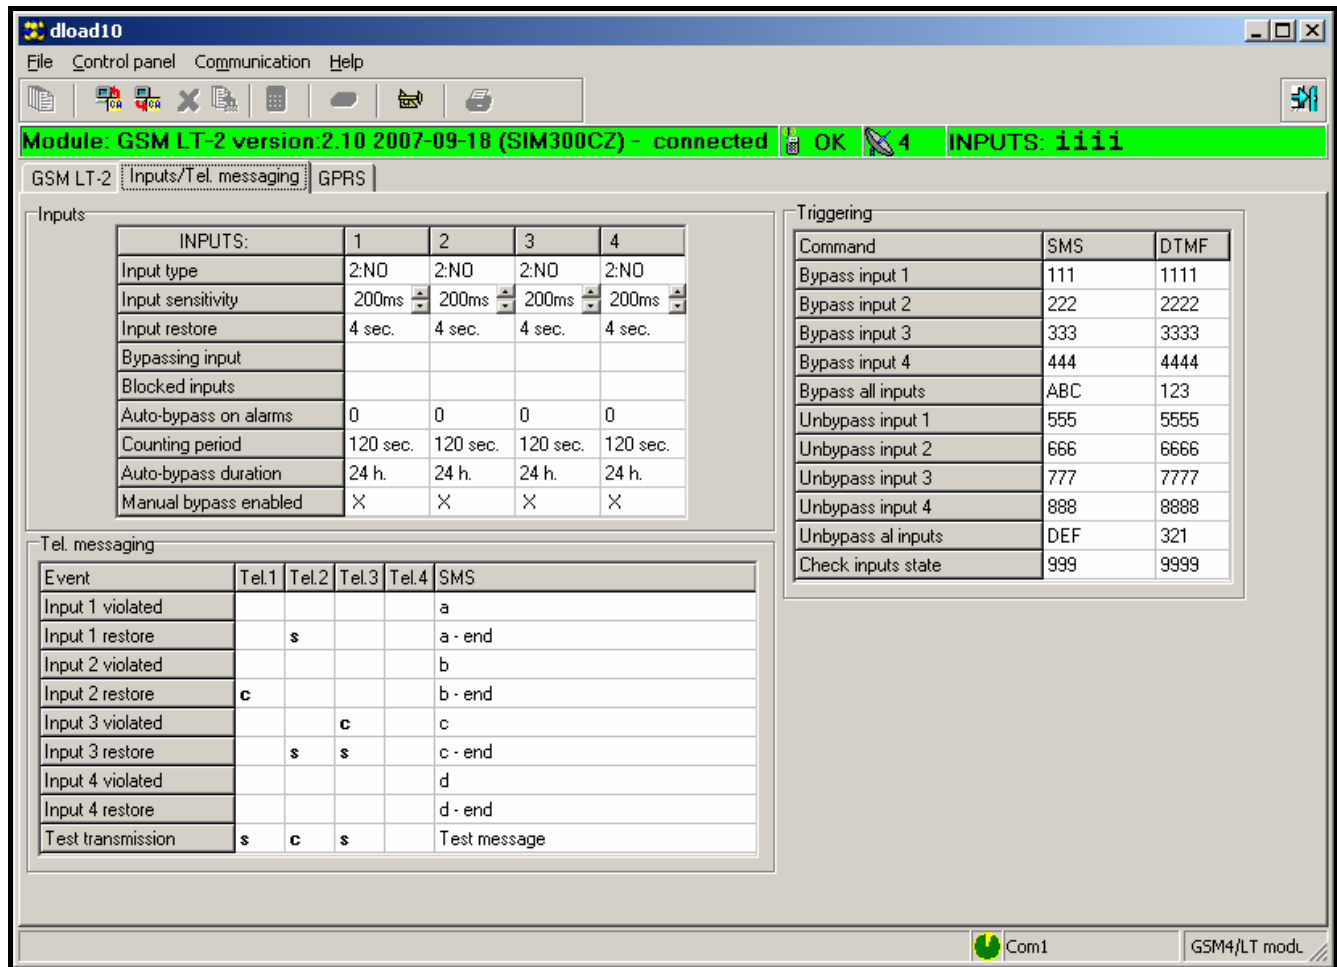 dload10
File Control panel Communication Help
Module: GSM LT-2 version:2.10 2007-09-18 (SIM300CZ) - connected OK 4 INPUTS: iiii
GSM LT-2 Inputs/Tel. messaging GPRS
Inputs
INPUTS: 1 2 3 4
Input type 2:NO 2:NO 2:NO 2:NO
Input sensitivity 200ms 200ms 200ms 200ms
Input restore 4 sec. 4 sec. 4 sec. 4 sec.
Bypassing input
Blocked inputs
Auto-bypass on alarms 0 0 0 0
Counting period 120 sec. 120 sec. 120 sec. 120 sec.
Auto-bypass duration 24 h. 24 h. 24 h. 24 h.
Manual bypass enabled X X X X
Tel. messaging
Event Tel.1 Tel.2 Tel.3 Tel.4 SMS
Input 1 violated a
Input 1 restore s a - end
Input 2 violated b
Input 2 restore c b - end
Input 3 violated c c
Input 3 restore s s c - end
Input 4 violated d
Input 4 restore d - end
Test transmission s c s Test message
Triggering
Command SMS DTMF
Bypass input 1 111 1111
Bypass input 2 222 2222
Bypass input 3 333 3333
Bypass input 4 444 4444
Bypass all inputs ABC 123
Unbypass input 1 555 5555
Unbypass input 2 666 6666
Unbypass input 3 777 7777
Unbypass input 4 888 8888
Unbypass al inputs DEF 321
Check inputs state 999 9999
Com1 GSM4/LT modu